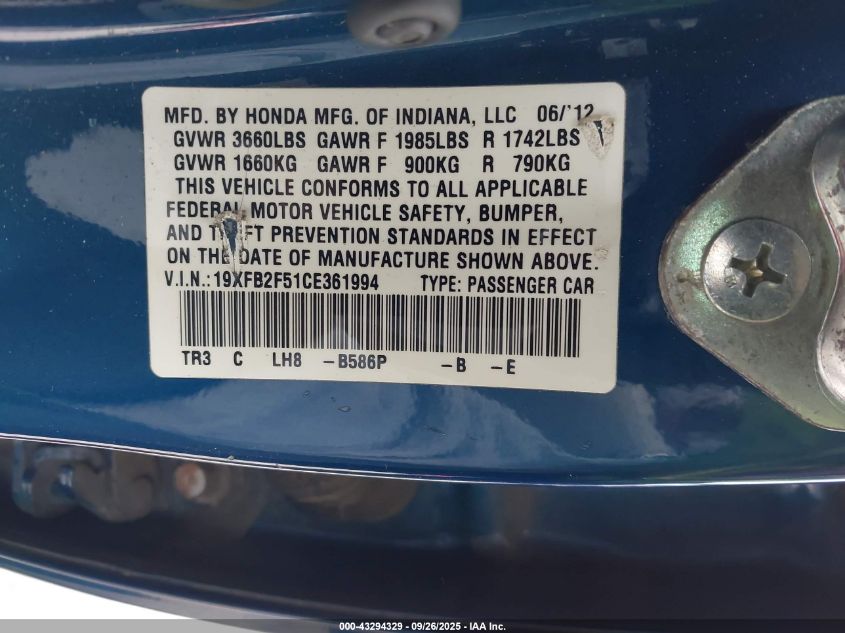 MFD. BY HONDA MFG. OF INDIANA, LLC 06/'12
GVWR 3660LBS GAWR F 1985LBS R 1742LBS
GVWR 1660KG GAWR F 900KG R 790KG
THIS VEHICLE CONFORMS TO ALL APPLICABLE
FEDERAL MOTOR VEHICLE SAFETY, BUMPER,
AND THEFT PREVENTION STANDARDS IN EFFECT
ON THE DATE OF MANUFACTURE SHOWN ABOVE.
V.I.N.: 19XFB2F51CE361994 TYPE: PASSENGER CAR
TR3 C LH8 -B586P -B -E
000-43294329 | 09/26/2025 | IAA Inc.